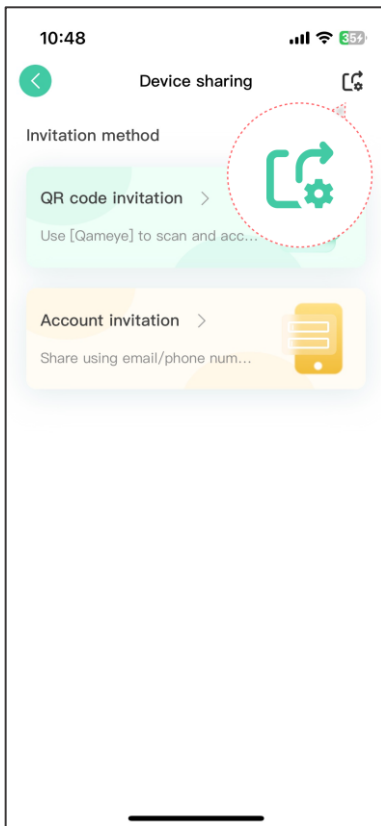 10:48
35
Device sharing
Invitation method
QR code invitation
Use [Qameye] to scan and acc...
Account invitation
Share using email/phone num...